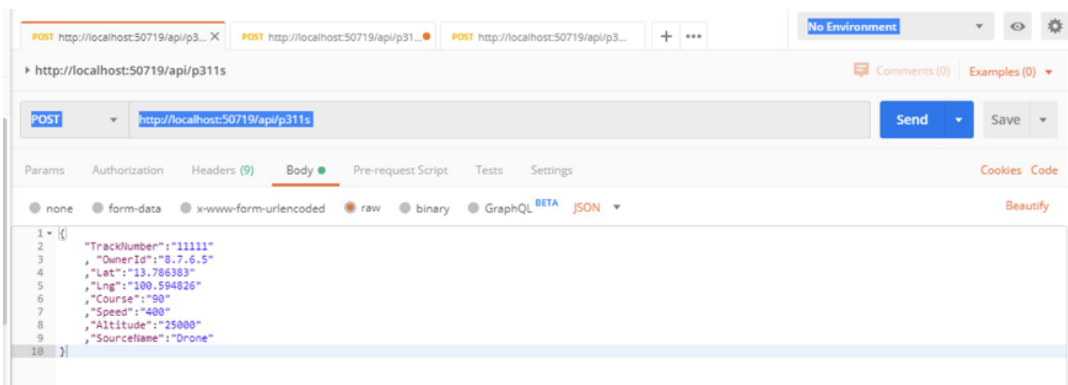 POST http://localhost:50719/api/p3... X POST http://localhost:50719/api/p31... POST http://localhost:50719/api/p3... + ••• No Environment
http://localhost:50719/api/p311s Comments (0) Examples (0)
POST http://localhost:50719/api/p311s Send Save
Params Authorization Headers (9) Body Pre-request Script Tests Settings Cookies Code
none form-data x-www-form-urlencoded raw binary GraphQL BETA JSON Beautify
1 {
2 "TrackNumber":"11111"
3 , "OwnerId":"8.7.6.5"
4 ,"Lat":"13.786383"
5 ,"Lng":"100.594826"
6 ,"Course":"90"
7 ,"Speed":"400"
8 ,"Altitude":"25000"
9 ,"SourceName":"Drone"
10 }